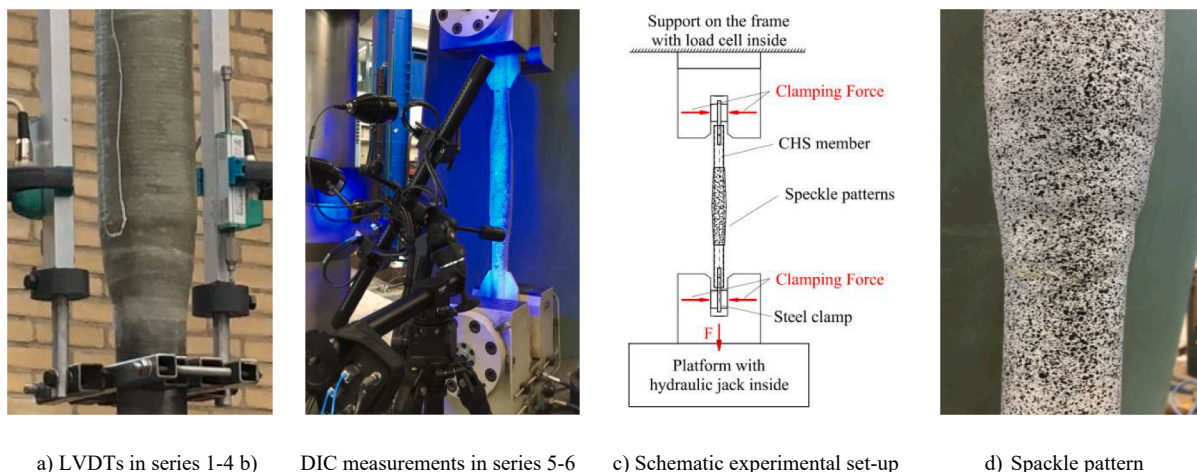 Support on the frame
with load cell inside
Clamping Force
CHS member
Speckle patterns
Clamping Force
Steel clamp
F
Platform with
hydraulic jack inside
a) LVDTs in series 1-4 b) DIC measurements in series 5-6 c) Schematic experimental set-up d) Spackle pattern